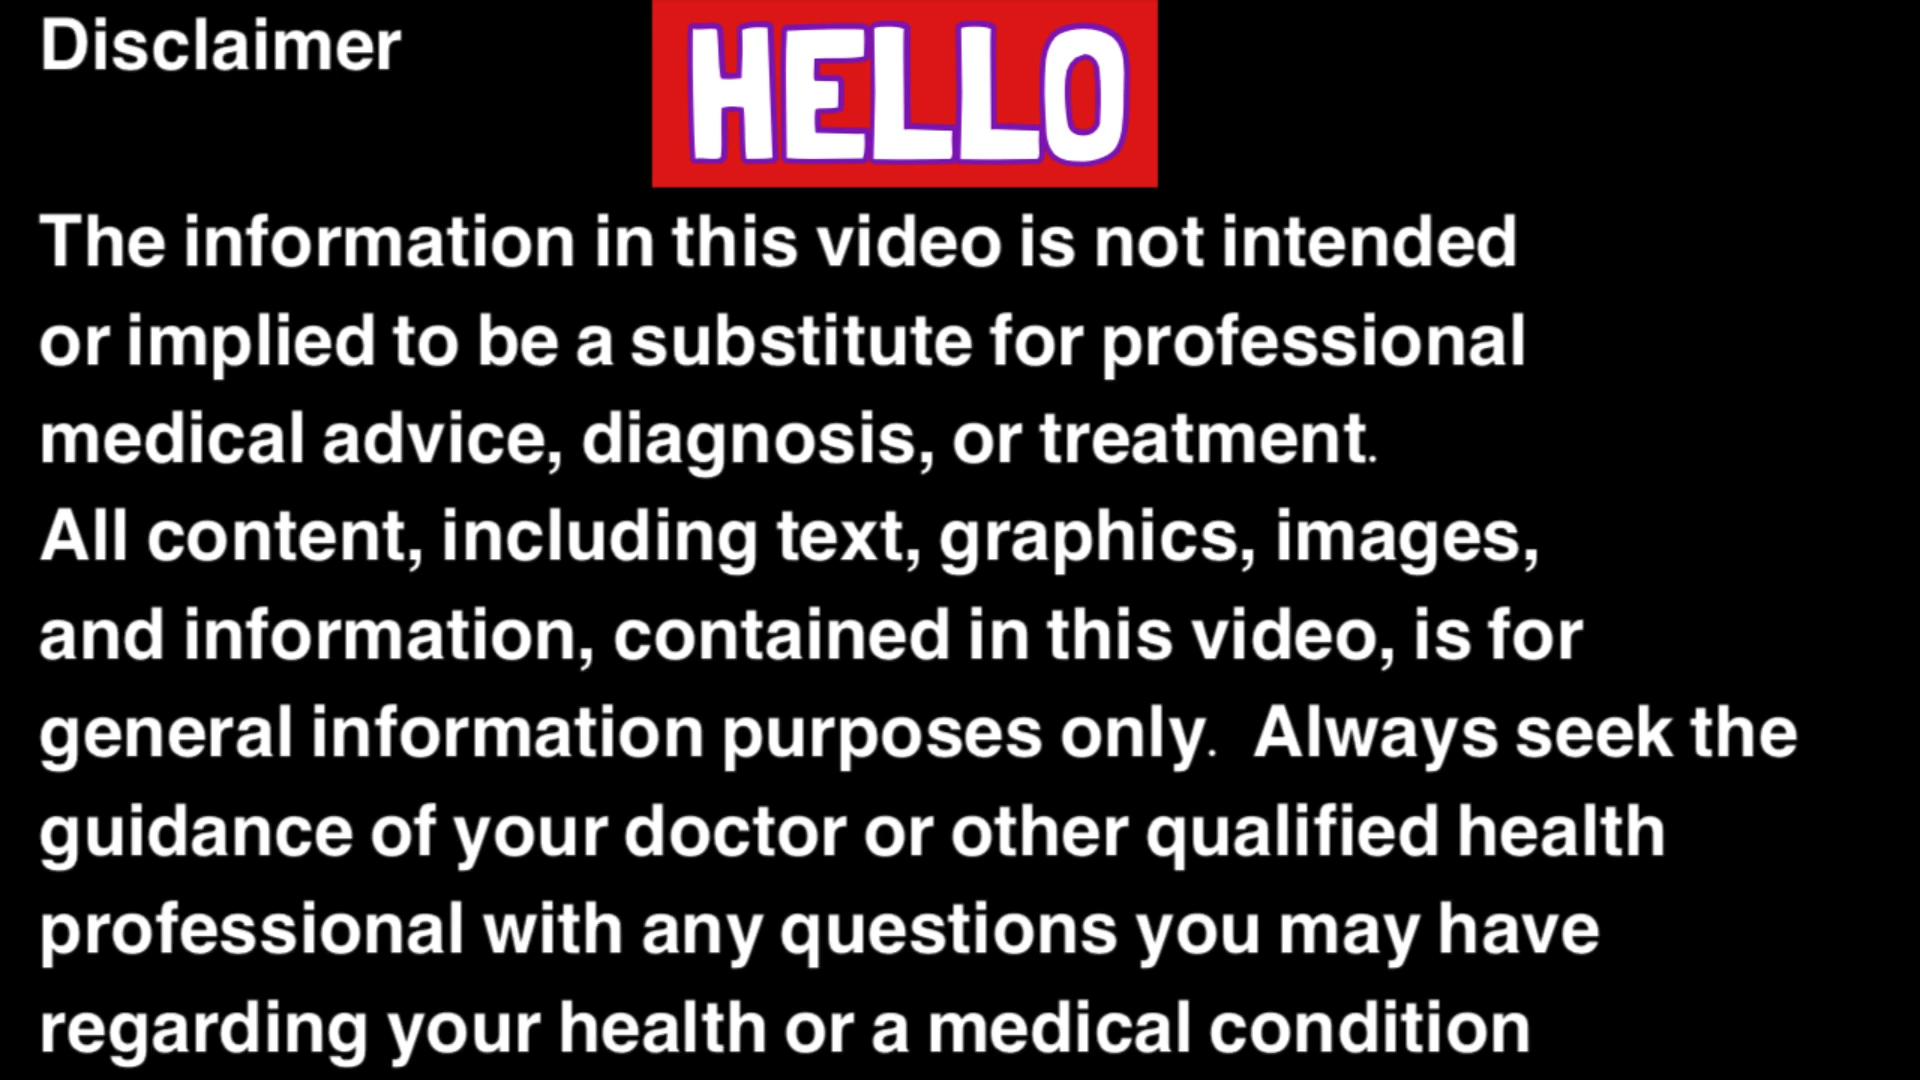 Disclaimer
HELLO
The information in this video is not intended
or implied to be a substitute for professional
medical advice, diagnosis, or treatment.
All content, including text, graphics, images,
and information, contained in this video, is for
general information purposes only.  Always seek the
guidance of your doctor or other qualified health
professional with any questions you may have
regarding your health or a medical condition